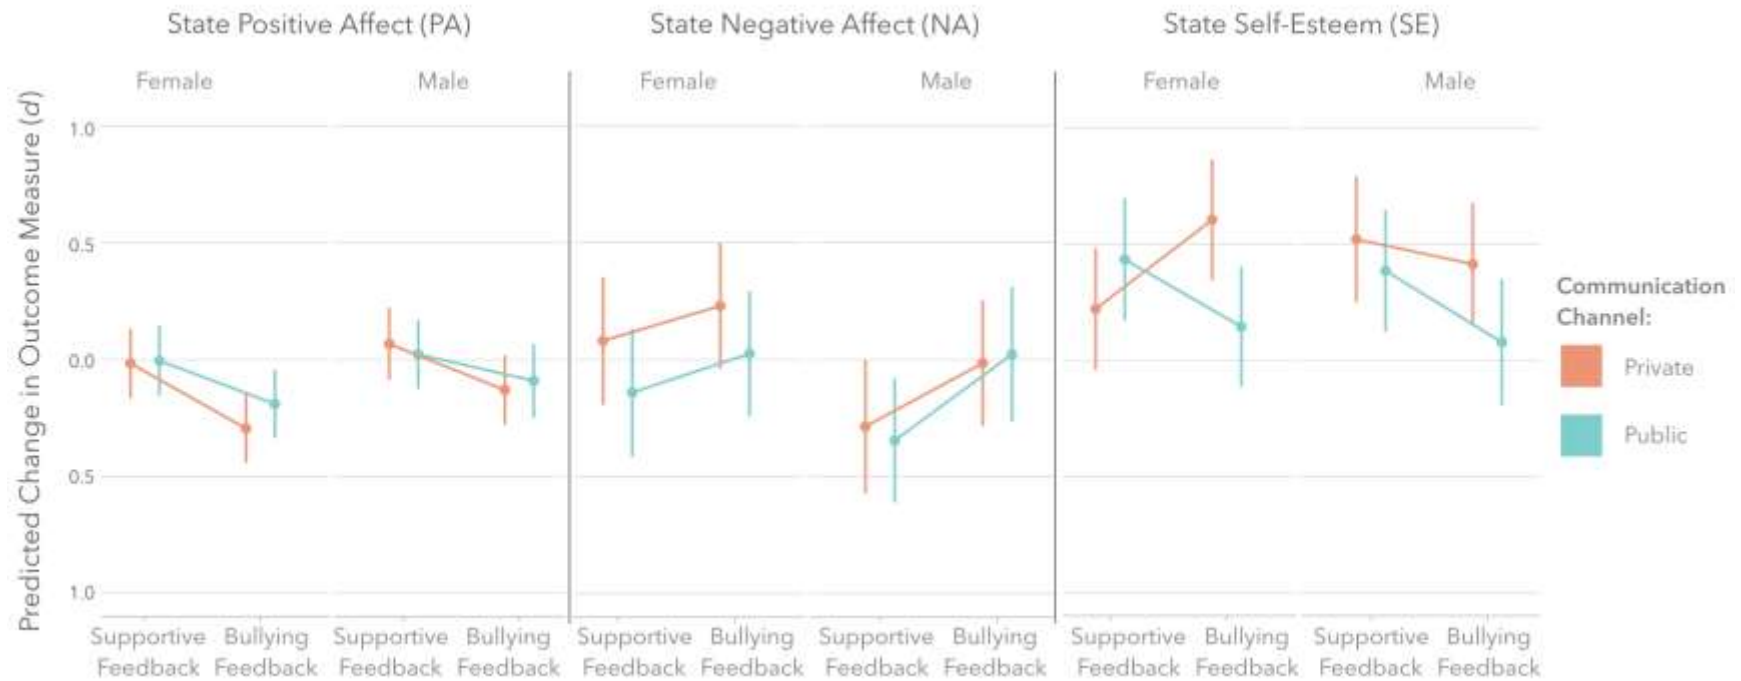 State Positive Affect (PA)
State Negative Affect (NA)
State Self-Esteem (SE)
Female
Male
Female
Male
Female
Male
Predicted Change in Outcome Measure (d)
1.0
0.5
0.0
0.5
1.0
Supportive Feedback
Bullying Feedback
Supportive Feedback
Bullying Feedback
Supportive Feedback
Bullying Feedback
Supportive Feedback
Bullying Feedback
Supportive Feedback
Bullying Feedback
Supportive Feedback
Bullying Feedback
Communication
Channel:
Private
Public